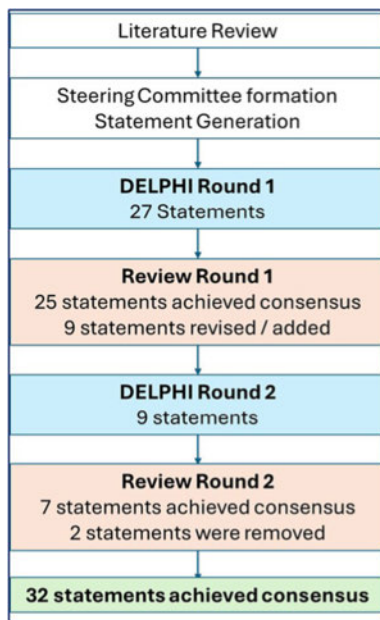 Literature Review
Steering Committee formation
Statement Generation
DELPHI Round 1
27 Statements
Review Round 1
25 statements achieved consensus
9 statements revised / added
DELPHI Round 2
9 statements
Review Round 2
7 statements achieved consensus
2 statements were removed
32 statements achieved consensus